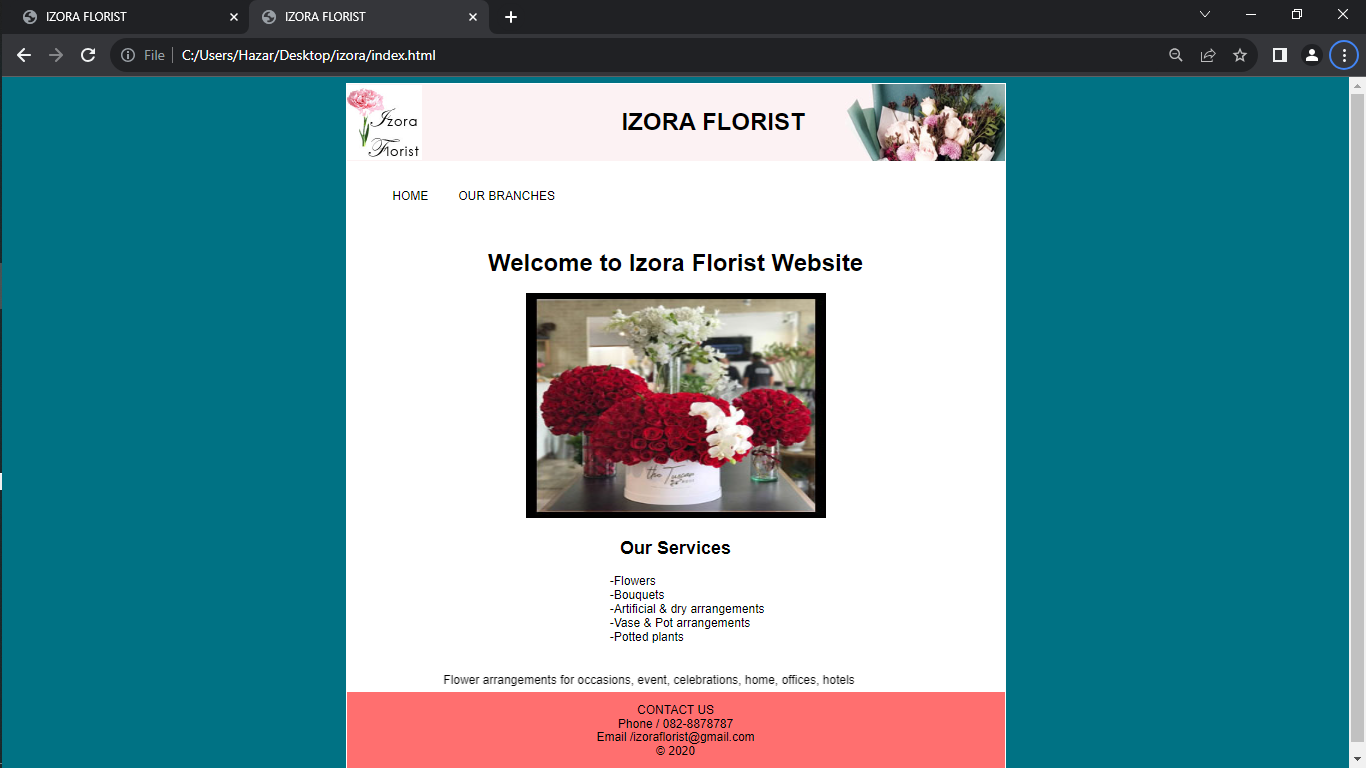 IZORA FLORIST
IZORA FLORIST
File
C:/Users/Hazar/Desktop/izora/index.html
Izora
Florist
IZORA FLORIST
HOME
OUR BRANCHES
Welcome to Izora Florist Website
the
Our Services
-Flowers
-Bouquets
-Artificial & dry arrangements
-Vase & Pot arrangements
-Potted plants
Flower arrangements for occasions, event, celebrations, home, offices, hotels
CONTACT US
Phone / 082-8878787
Email /izoraflorist@gmail.com
© 2020